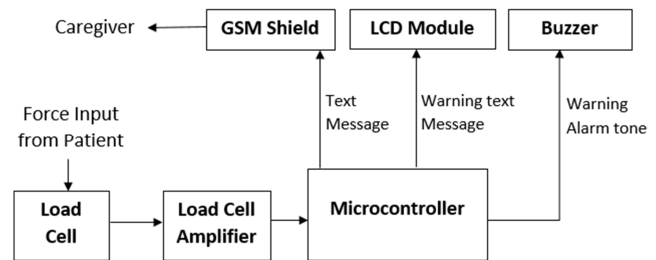 Caregiver
GSM Shield
LCD Module
Buzzer
Force Input
from Patient
Text
Message
Warning text
Message
Warning
Alarm tone
Load
Cell
Load Cell
Amplifier
Microcontroller